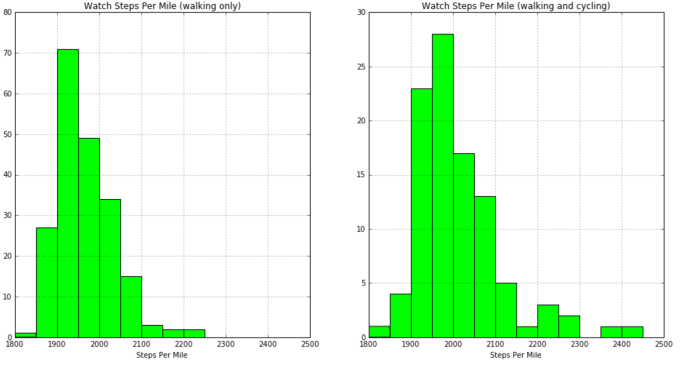 Watch Steps Per Mile (walking only)
80
70
60
50
40
30
20
10
0
1800 1900 2000 2100 2200 2300 2400 2500
Steps Per Mile
Watch Steps Per Mile (walking and cycling)
30
25
20
15
10
5
0
1800 1900 2000 2100 2200 2300 2400 2500
Steps Per Mile